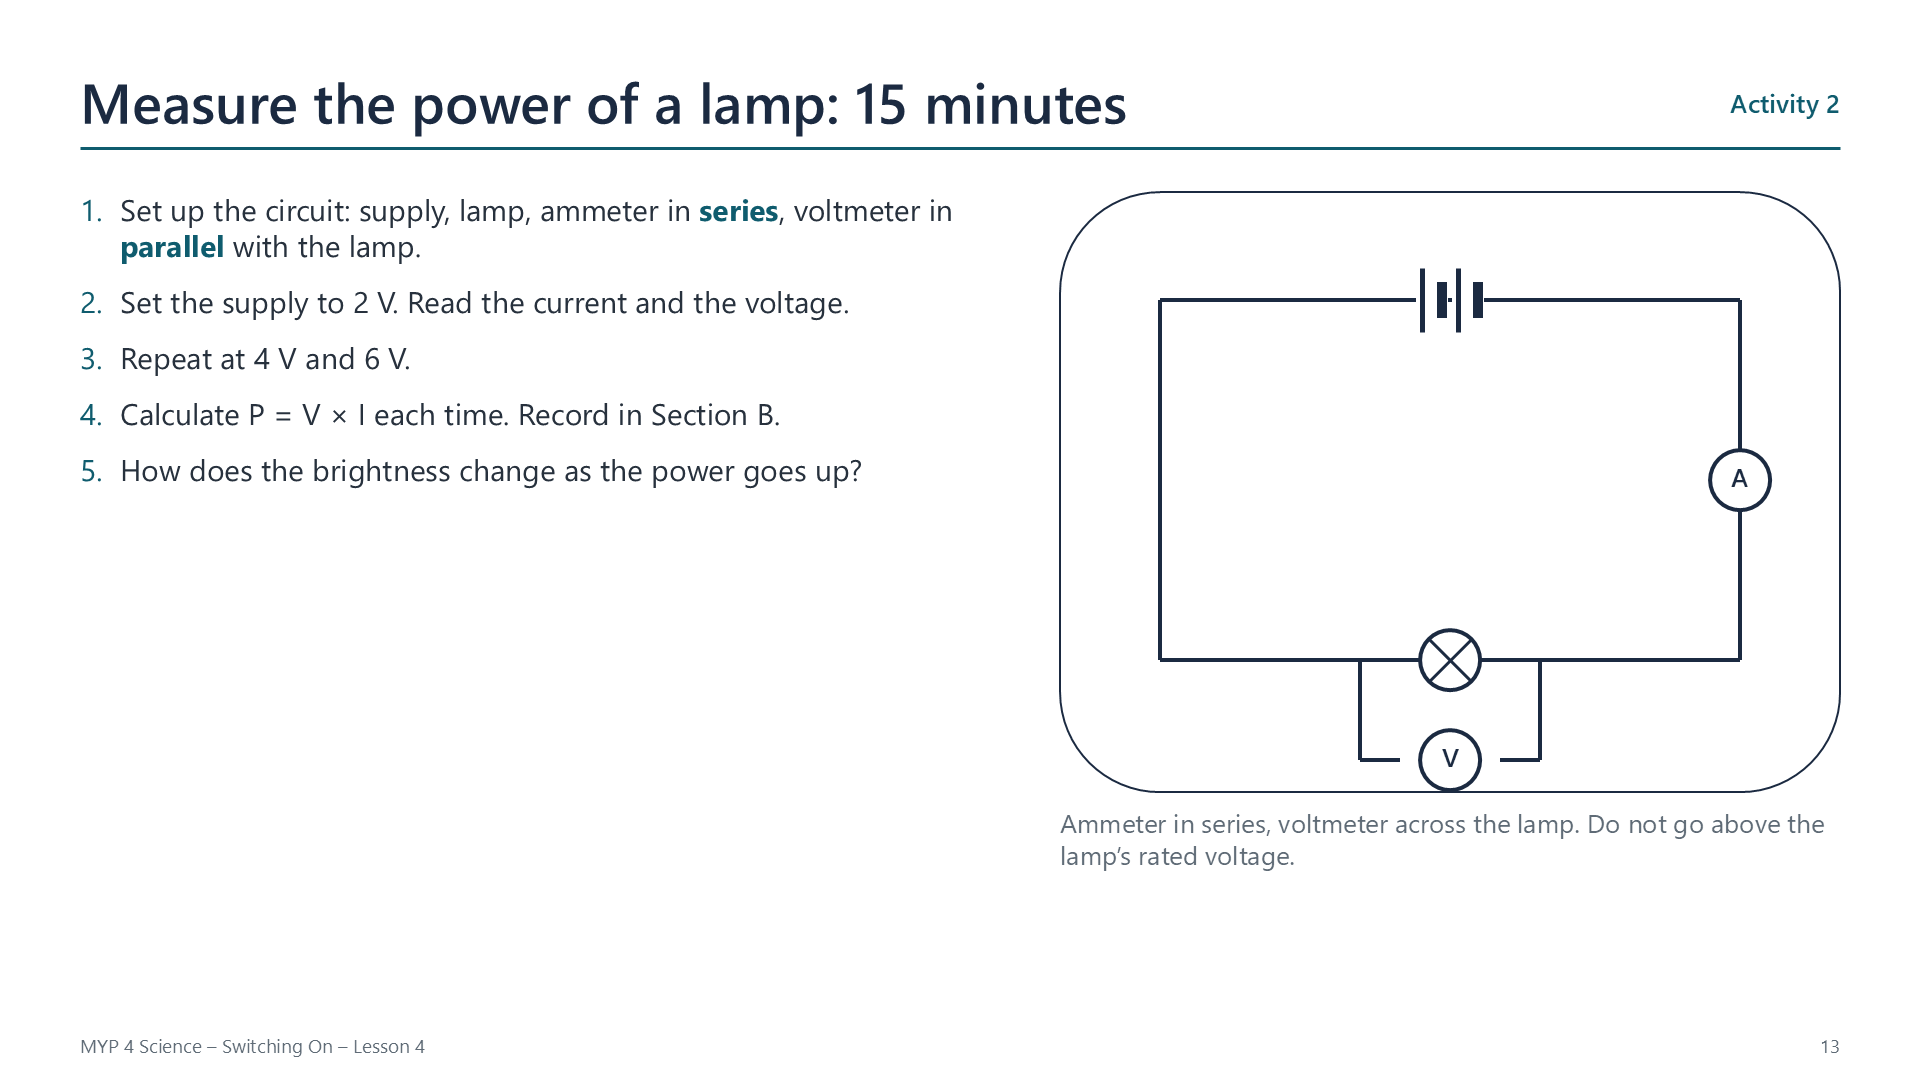 Measure the power of a lamp: 15 minutes
Activity 2
1. Set up the circuit: supply, lamp, ammeter in series, voltmeter in
parallel with the lamp.
2. Set the supply to 2 V. Read the current and the voltage.
3. Repeat at 4 V and 6 V.
4. Calculate P = V × I each time. Record in Section B.
5. How does the brightness change as the power goes up?
A
V
Ammeter in series, voltmeter across the lamp. Do not go above the
lamp’s rated voltage.
MYP 4 Science – Switching On – Lesson 4
13